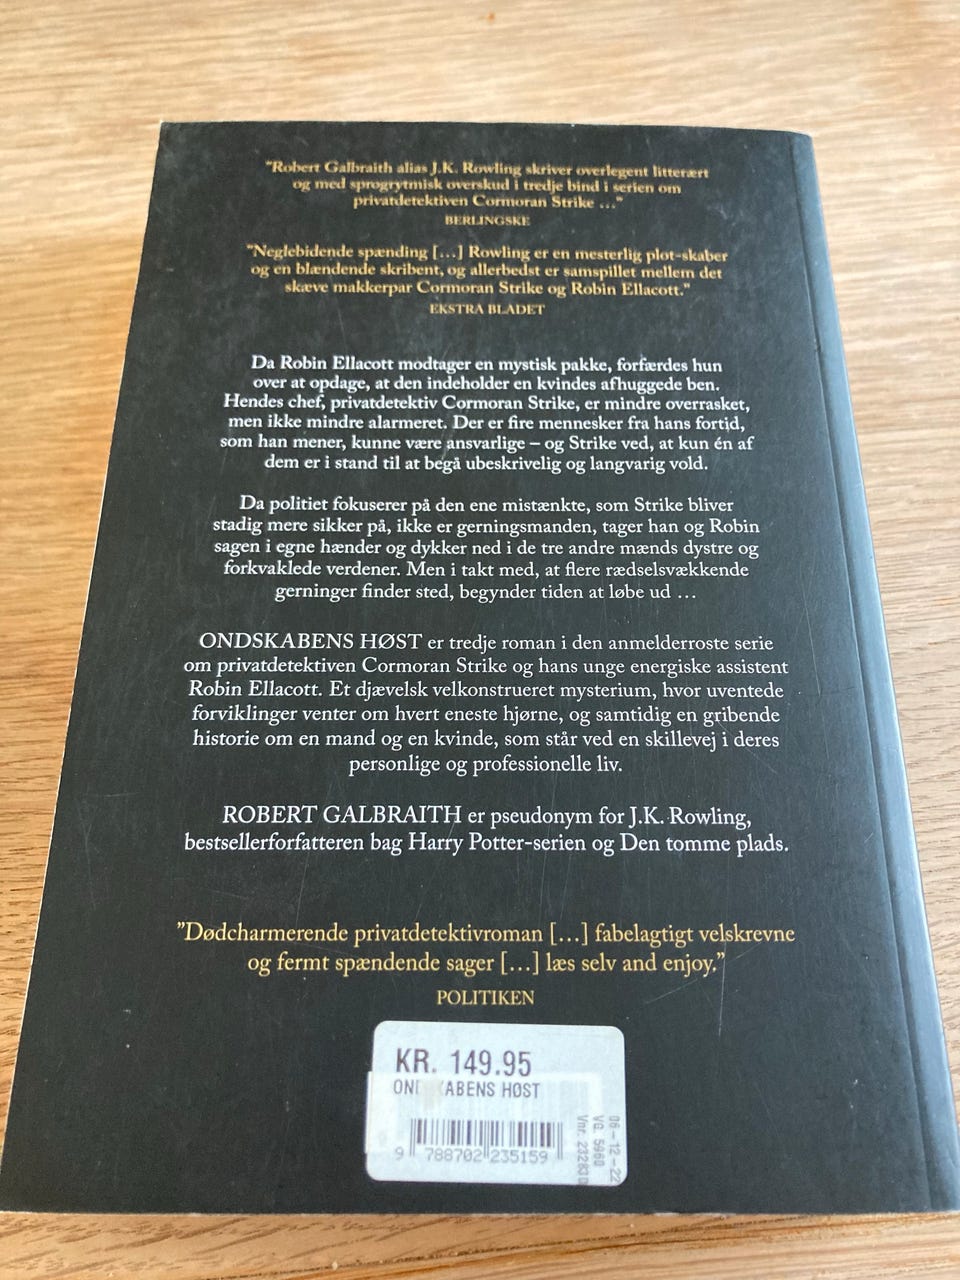 "Robert Galbraith alias J.K. Rowling skriver overlegent litterært
og med sprogrytmisk overskud i tredje bind i serien om
privatdetektiven Cormoran Strike ..."
BERLINGSKE
"Neglebidende spænding [...] Rowling er en mesterlig plot-skaber
og en blændende skribent, og allerbedst er samspillet mellem det
skæve makkerpar Cormoran Strike og Robin Ellacott."
EKSTRA BLADET
Da Robin Ellacott modtager en mystisk pakke, forfærdes hun
over at opdage, at den indeholder en kvindes afhuggede ben.
Hendes chef, privatdetektiv Cormoran Strike, er mindre overrasket,
men ikke mindre alarmeret. Der er fire mennesker fra hans fortid,
som han mener, kunne være ansvarlige – og Strike ved, at kun én af
dem er i stand til at begå ubeskrivelig og langvarig vold.
Da politiet fokuserer på den ene mistænkte, som Strike bliver
stadig mere sikker på, ikke er gerningsmanden, tager han og Robin
sagen i egne hænder og dykker ned i de tre andre mænds dystre og
forkvaklede verdener. Men i takt med, at flere rædselsvækkende
gerninger finder sted, begynder tiden at løbe ud ...
ONDSKABENS HØST er tredje roman i den anmelderroste serie
om privatdetektiven Cormoran Strike og hans unge energiske assistent
Robin Ellacott. Et djævelsk velkonstrueret mysterium, hvor uventede
forviklinger venter om hvert eneste hjørne, og samtidig en gribende
historie om en mand og en kvinde, som står ved en skillevej i deres
personlige og professionelle liv.
ROBERT GALBRAITH er pseudonym for J.K. Rowling,
bestsellerforfatteren bag Harry Potter-serien og Den tomme plads.
"Dødcharmerende privatdetektivroman [...] fabelagtigt velskrevne
og fermt spændende sager [...] læs selv and enjoy."
POLITIKEN
KR. 149.95
HØST
9 788702 235159
06-12-22
Vg. 5960
Vnr.